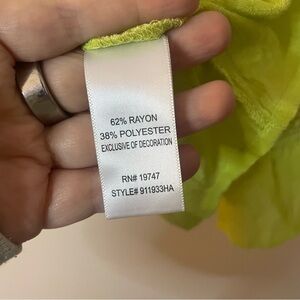 62% RAYON
38% POLYESTER
EXCLUSIVE OF DECORATION
RN# 19747
STYLE# 911933HA